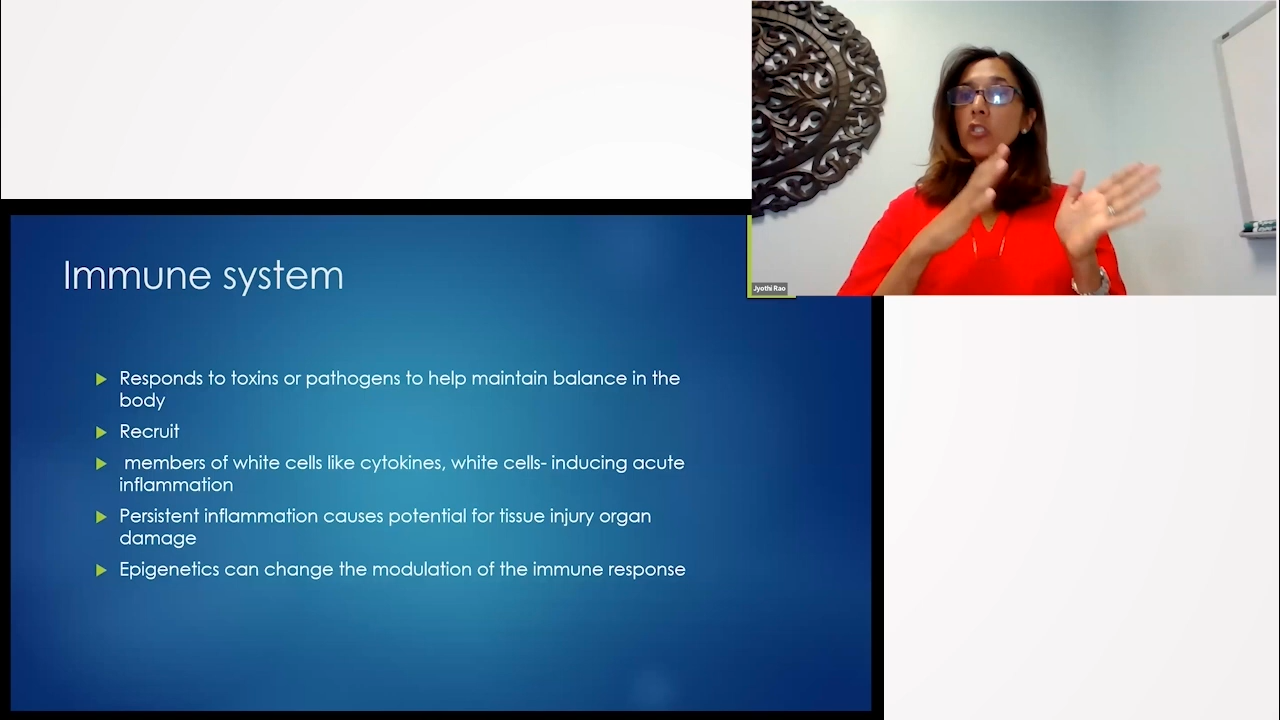 Jyothi Rao
Immune system
Responds to toxins or pathogens to help maintain balance in the
body
Recruit
members of white cells like cytokines, white cells- inducing acute
inflammation
Persistent inflammation causes potential for tissue injury organ
damage
Epigenetics can change the modulation of the immune response